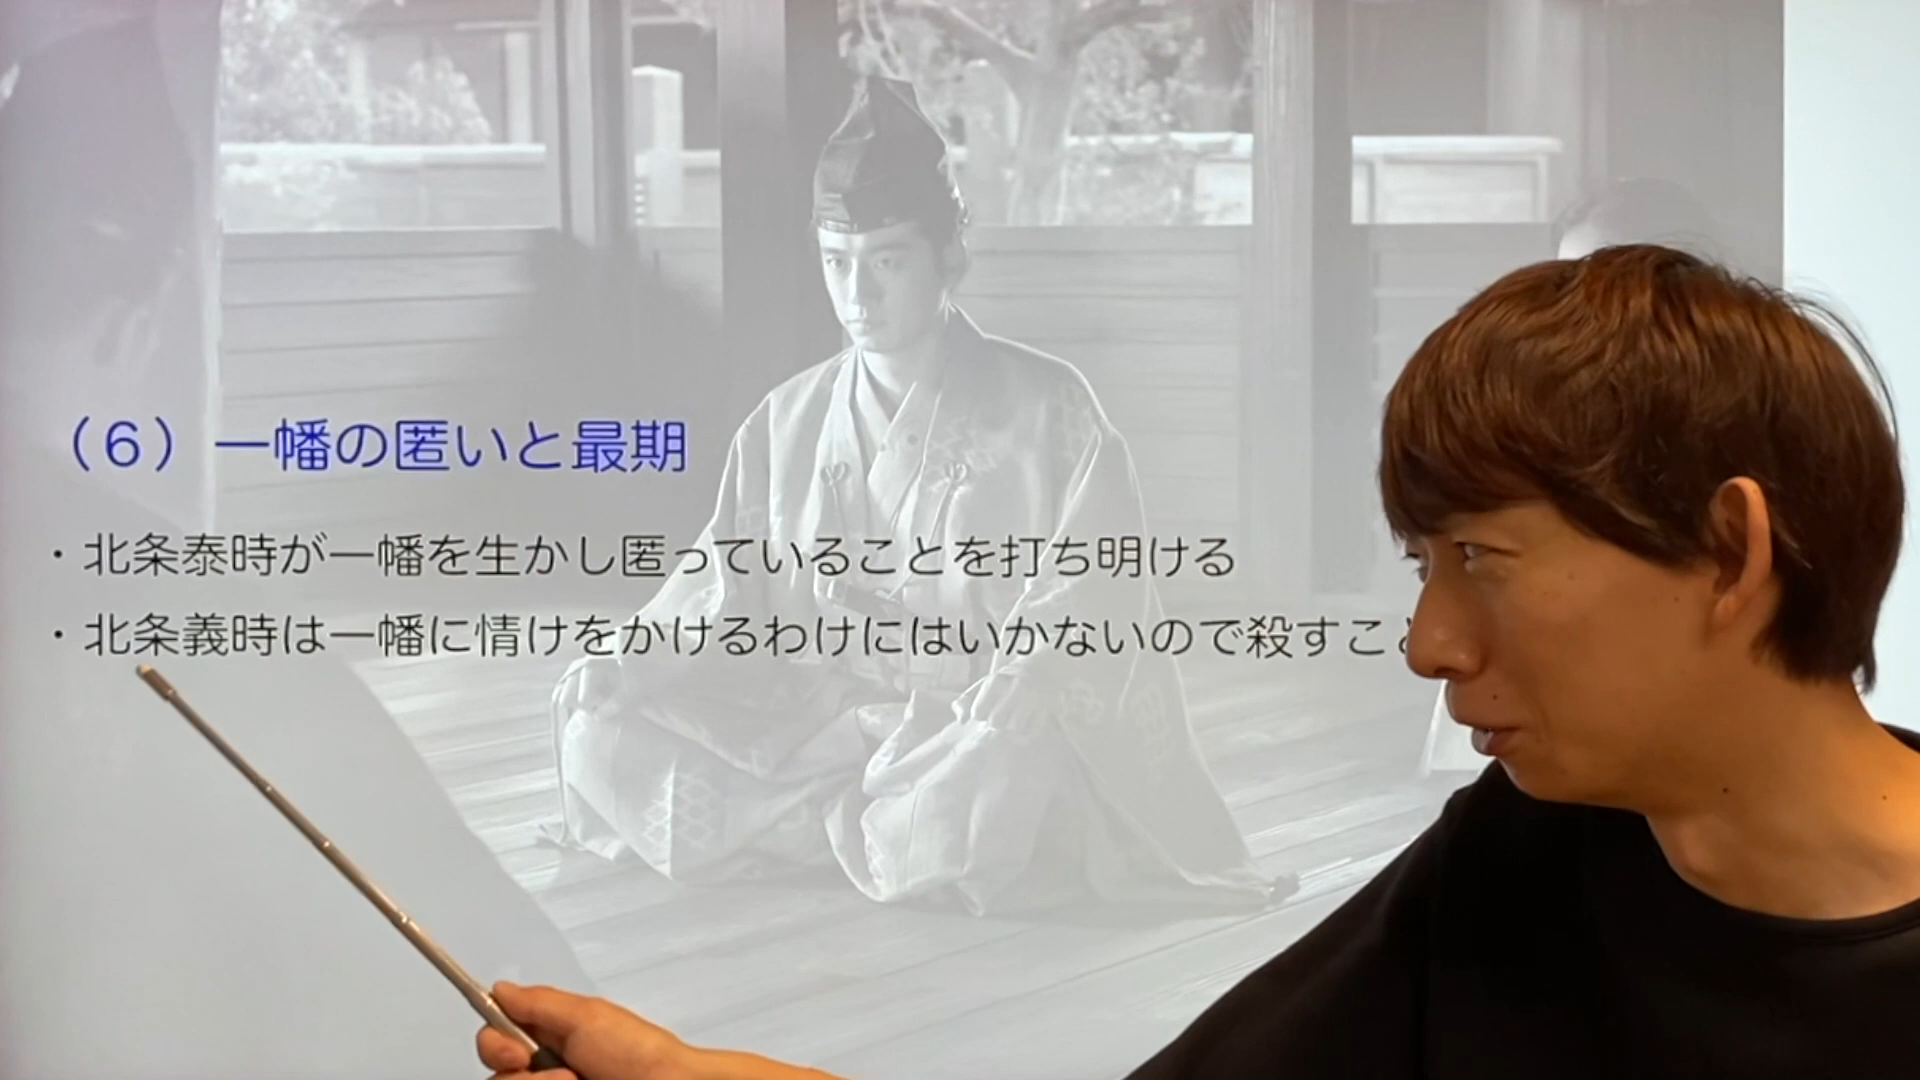 （６）一幡の匿いと最期
・北条泰時が一幡を生かし匿っていることを打ち明ける
・北条義時は一幡に情けをかけるわけにはいかないので殺すこ